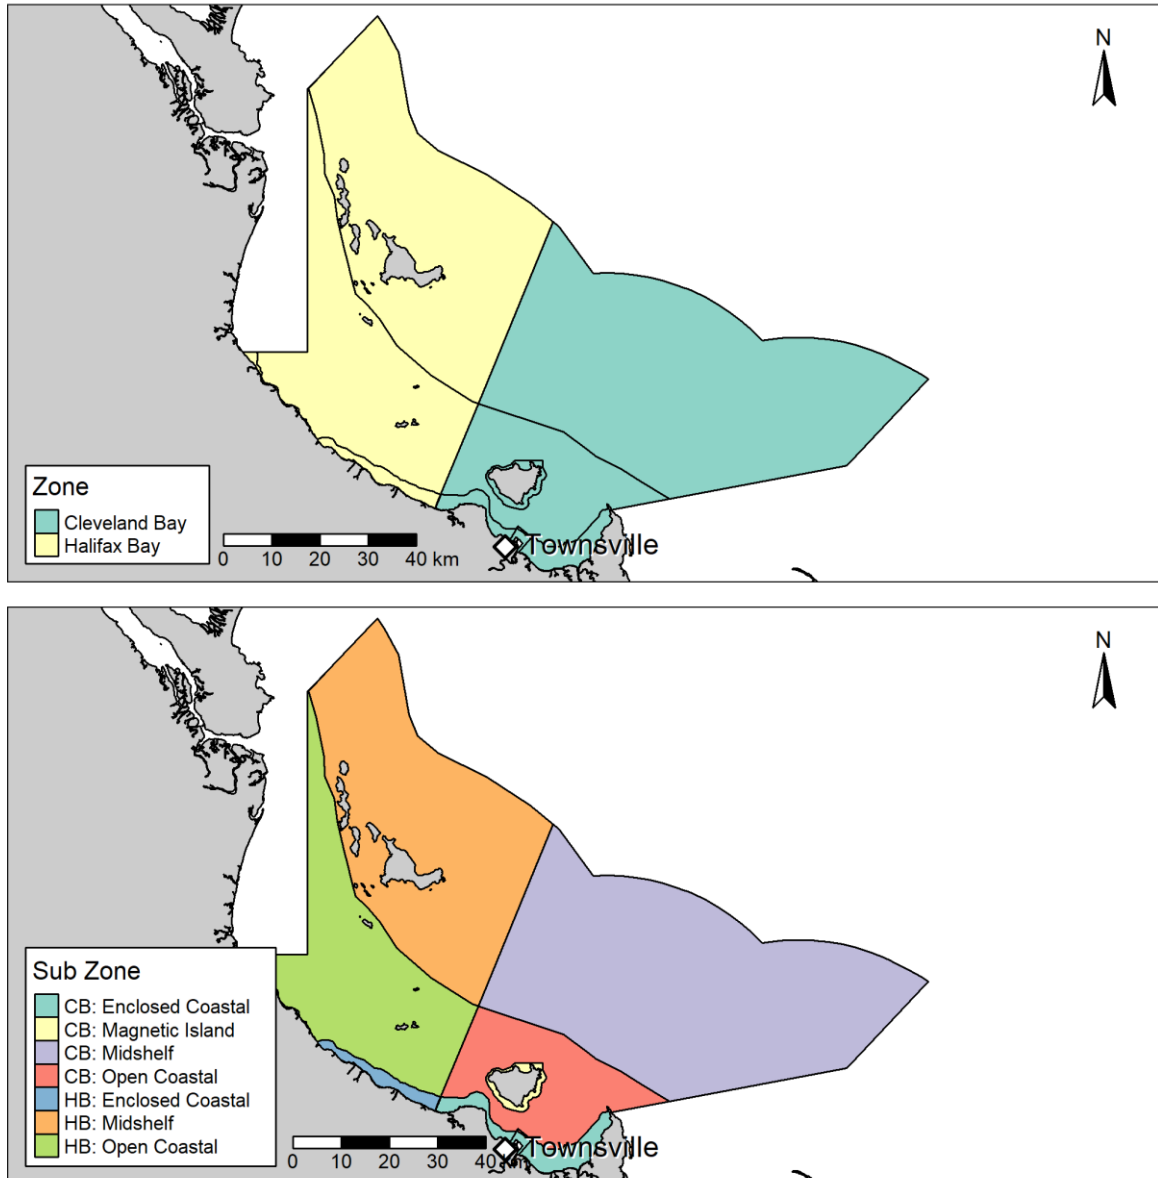 N
Zone
Cleveland Bay
Halifax Bay
0 10 20 30 40 km
Townsville
N
Sub Zone
CB: Enclosed Coastal
CB: Magnetic Island
CB: Midshelf
CB: Open Coastal
HB: Enclosed Coastal
HB: Midshelf
HB: Open Coastal
0 10 20 30 40 km
Townsville